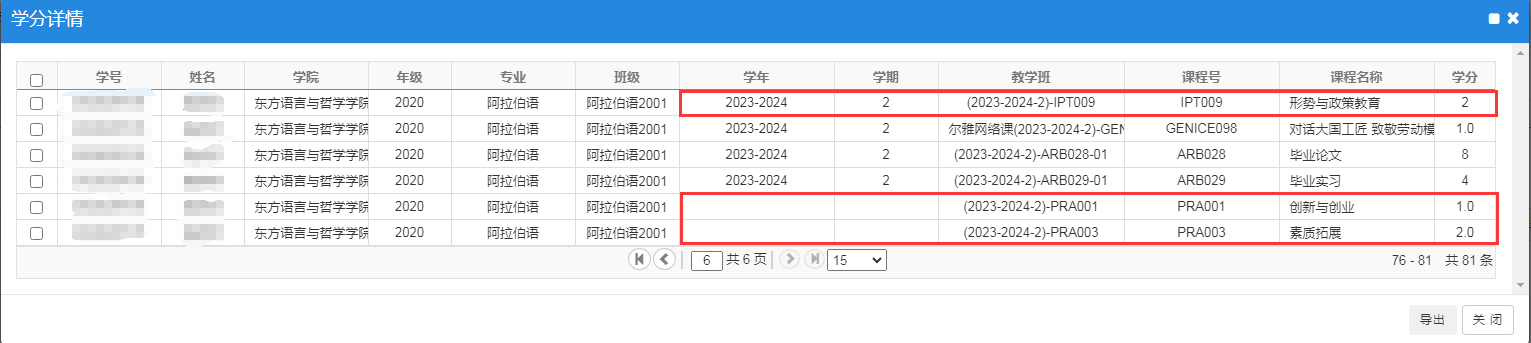 学分详情
学号 姓名 学院 年级 专业 班级 学年 学期 教学班 课程号 课程名称 学分
东方语言与哲学学院 2020 阿拉伯语 阿拉伯语2001 2023-2024 2 (2023-2024-2)-IPT009 IPT009 形势与政策教育 2
东方语言与哲学学院 2020 阿拉伯语 阿拉伯语2001 2023-2024 2 尔雅网络课(2023-2024-2)-GEN GENICE098 对话大国工匠 致敬劳动模 1.0
东方语言与哲学学院 2020 阿拉伯语 阿拉伯语2001 2023-2024 2 (2023-2024-2)-ARB028-01 ARB028 毕业论文 8
东方语言与哲学学院 2020 阿拉伯语 阿拉伯语2001 2023-2024 2 (2023-2024-2)-ARB029-01 ARB029 毕业实习 4
东方语言与哲学学院 2020 阿拉伯语 阿拉伯语2001 (2023-2024-2)-PRA001 PRA001 创新与创业 1.0
东方语言与哲学学院 2020 阿拉伯语 阿拉伯语2001 (2023-2024-2)-PRA003 PRA003 素质拓展 2.0
6 共 6 页 15 76 - 81 共 81 条
导出 关 闭